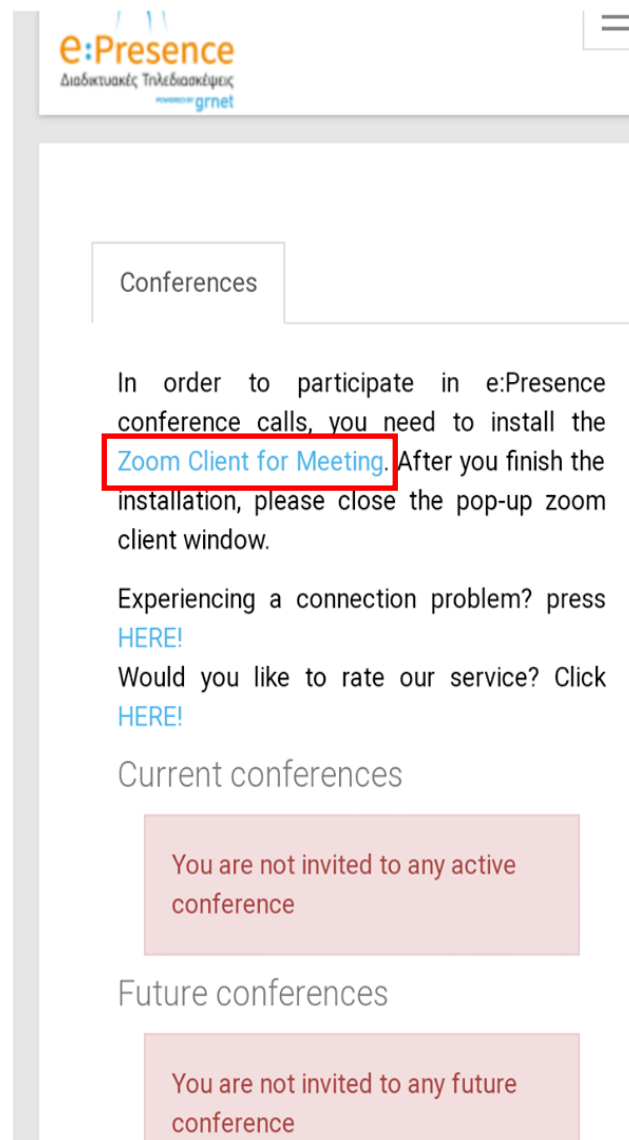 e:Presence
Διαδικτυακές Τηλεδιασκέψεις
POWERED BY grnet
Conferences
In order to participate in e:Presence
conference calls, you need to install the
Zoom Client for Meeting. After you finish the
installation, please close the pop-up zoom
client window.
Experiencing a connection problem? press
HERE!
Would you like to rate our service? Click
HERE!
Current conferences
You are not invited to any active
conference
Future conferences
You are not invited to any future
conference